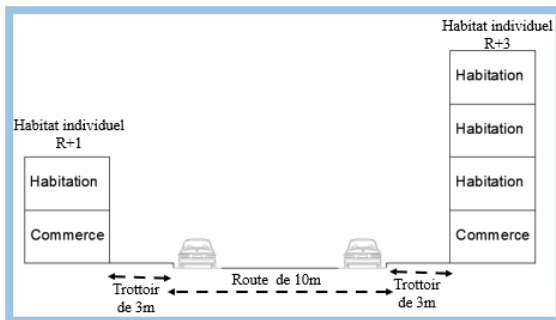 Habitat individuel
R+3
Habitation
Habitation
Habitation
Commerce
Habitat individuel
R+1
Habitation
Commerce
Trottoir
de 3m
Route de 10m
Trottoir
de 3m